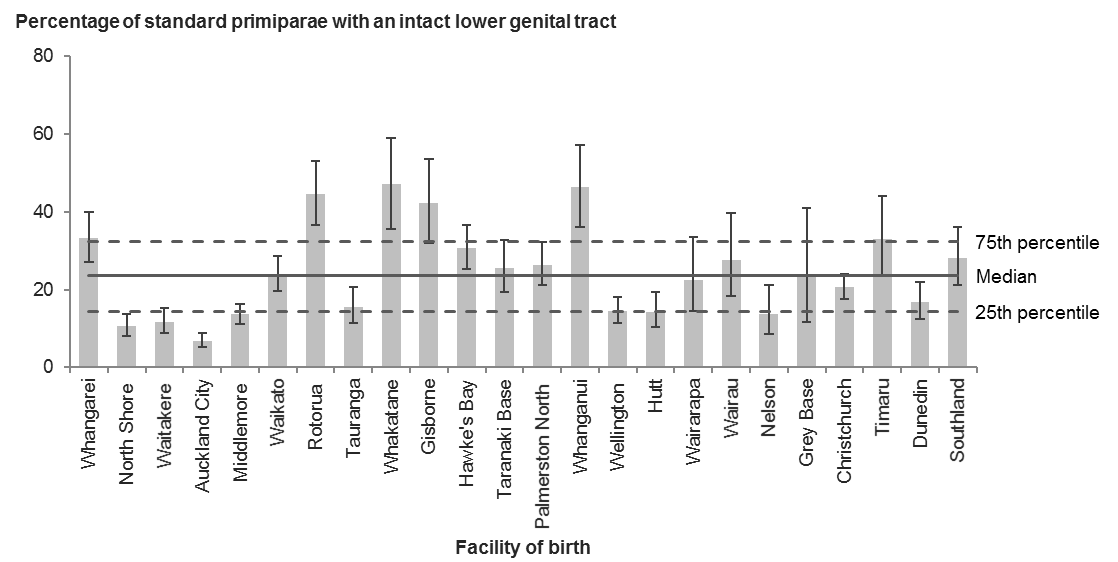 Percentage of standard primiparae with an intact lower genital tract
80
60
40
20
0
75th percentile
Median
25th percentile
Whangarei
North Shore
Waitakere
Auckland City
Middlemore
Waikato
Rotorua
Tauranga
Whakatane
Gisborne
Hawke's Bay
Taranaki Base
Palmerston North
Whanganui
Wellington
Hutt
Wairarapa
Wairau
Nelson
Grey Base
Christchurch
Timaru
Dunedin
Southland
Facility of birth